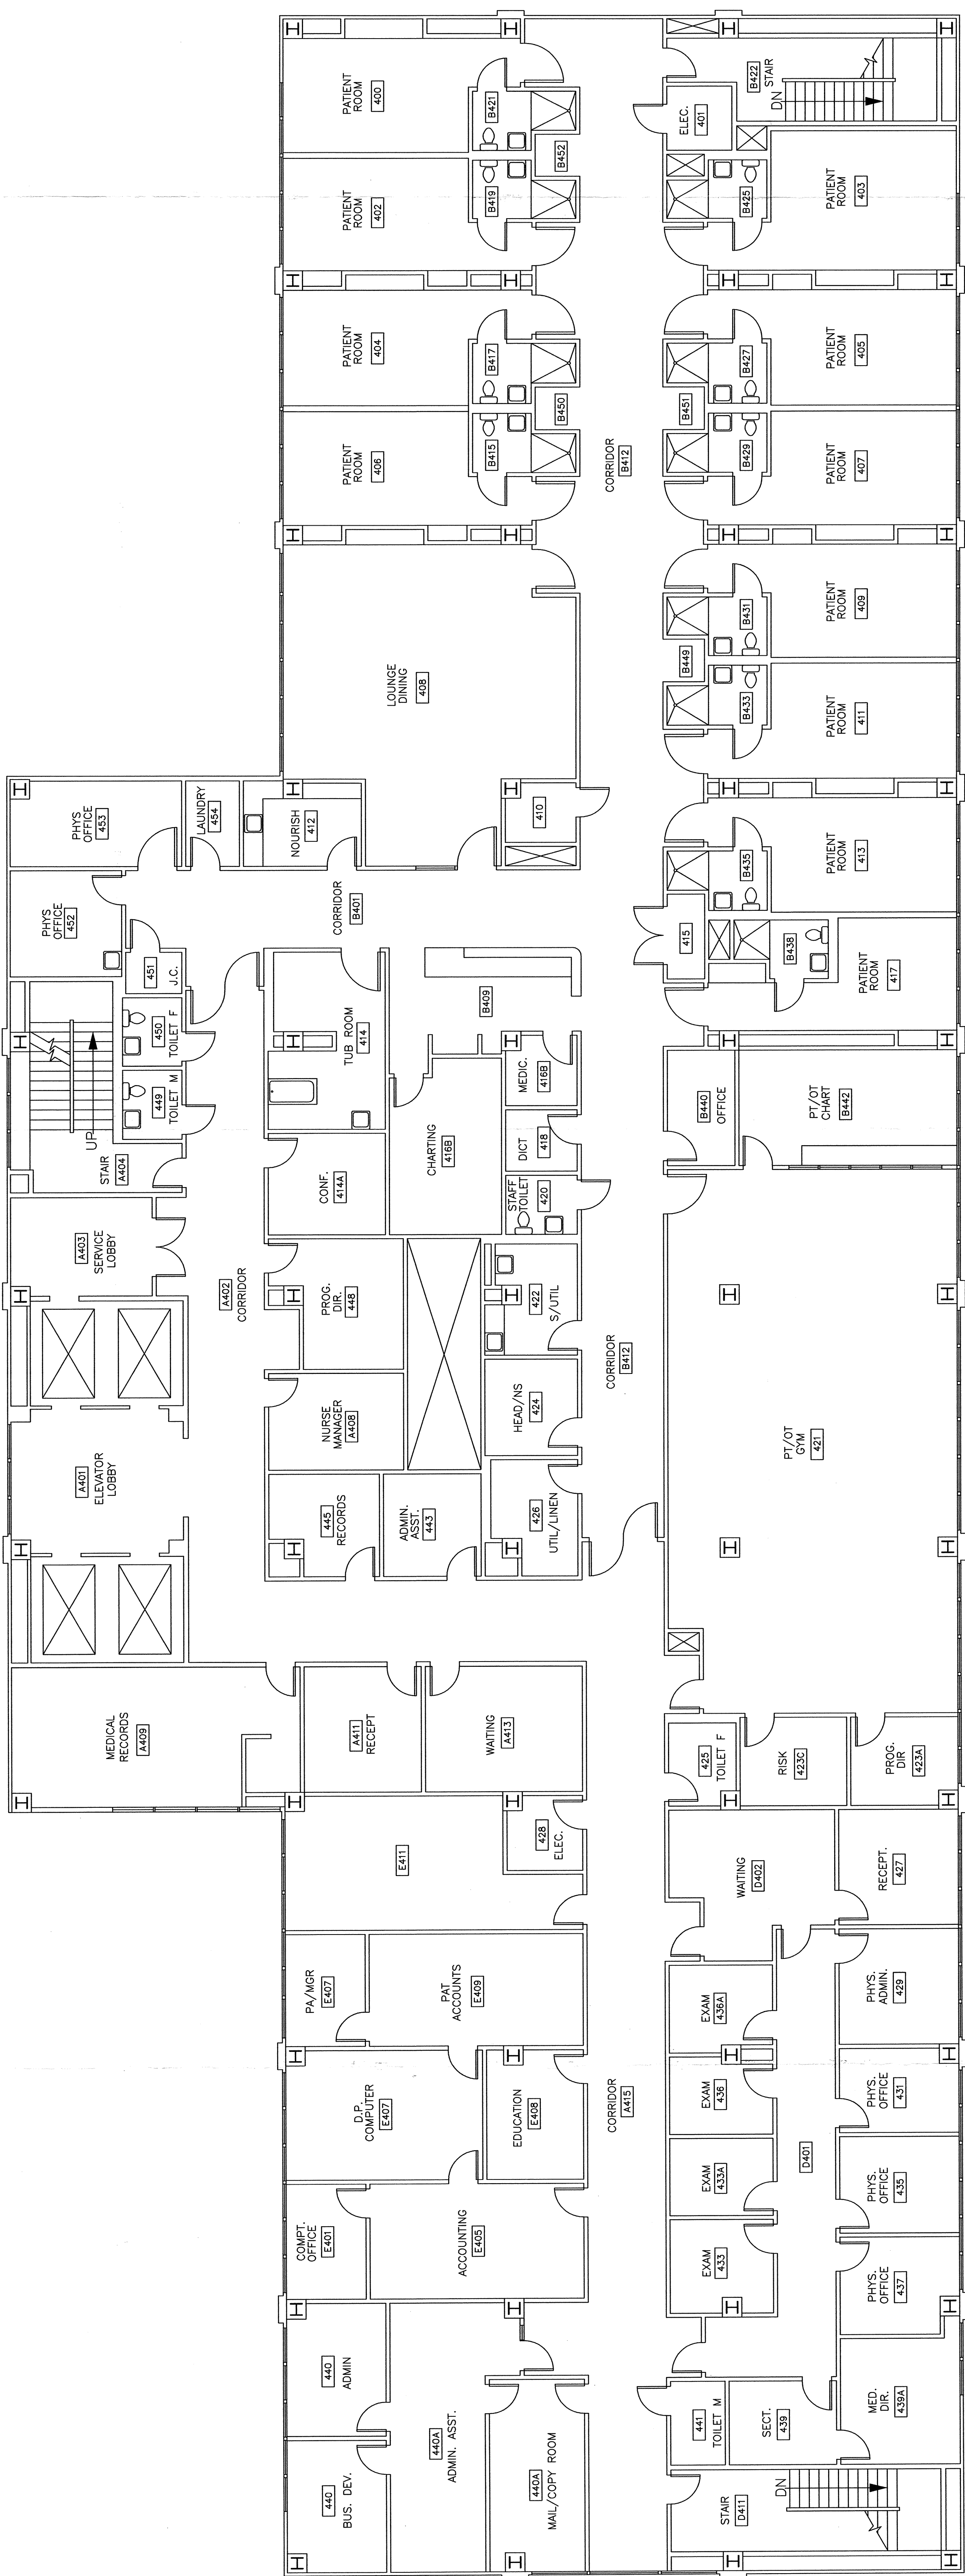 PATIENT
ROOM
400
B421
B452
ELEC.
401
B422
STAIR
DN
PATIENT
ROOM
402
B419
B425
PATIENT
ROOM
403
PATIENT
ROOM
404
B417
B450
B451
B427
PATIENT
ROOM
405
PATIENT
ROOM
406
B415
CORRIDOR
B412
B429
PATIENT
ROOM
407
LOUNGE
DINING
408
B431
PATIENT
ROOM
409
B449
B433
PATIENT
ROOM
411
PHYS
OFFICE
453
LAUNDRY
454
NOURISH
412
410
B435
PATIENT
ROOM
413
PHYS
OFFICE
452
CORRIDOR
B401
415
B438
PATIENT
ROOM
417
451
J.C.
450
TOILET F
449
TOILET M
UP
STAIR
A404
TUB ROOM
414
B409
MEDIC.
416B
CHARTING
416B
DICT
418
STAFF
TOILET
420
CONF.
414A
B440
OFFICE
PT/OT
CHART
B442
A403
SERVICE
LOBBY
A402
CORRIDOR
PROG.
DIR.
448
422
S/UTIL
CORRIDOR
B412
HEAD/NS
424
NURSE
MANAGER
A408
A401
ELEVATOR
LOBBY
445
RECORDS
ADMIN.
ASST.
443
426
UTIL/LINEN
PT/OT
GYM
421
MEDICAL
RECORDS
A409
A411
RECEPT
WAITING
A413
425
TOILET F
RISK
423C
PROG.
DIR
423A
E411
428
ELEC.
WAITING
D402
RECEPT.
427
PA/MGR
E407
PAT
ACCOUNTS
E409
EXAM
436A
PHYS.
ADMIN.
429
D.P.
COMPUTER
E407
EDUCATION
E408
CORRIDOR
A415
EXAM
436
PHYS.
OFFICE
431
D401
EXAM
433A
PHYS.
OFFICE
435
COMPT.
OFFICE
E401
ACCOUNTING
E405
EXAM
433
PHYS.
OFFICE
437
440
ADMIN
440A
ADMIN. ASST.
440
BUS. DEV.
440A
MAIL/COPY ROOM
441
TOILET M
SECT.
439
MED.
DIR.
439A
STAIR
D411
DN